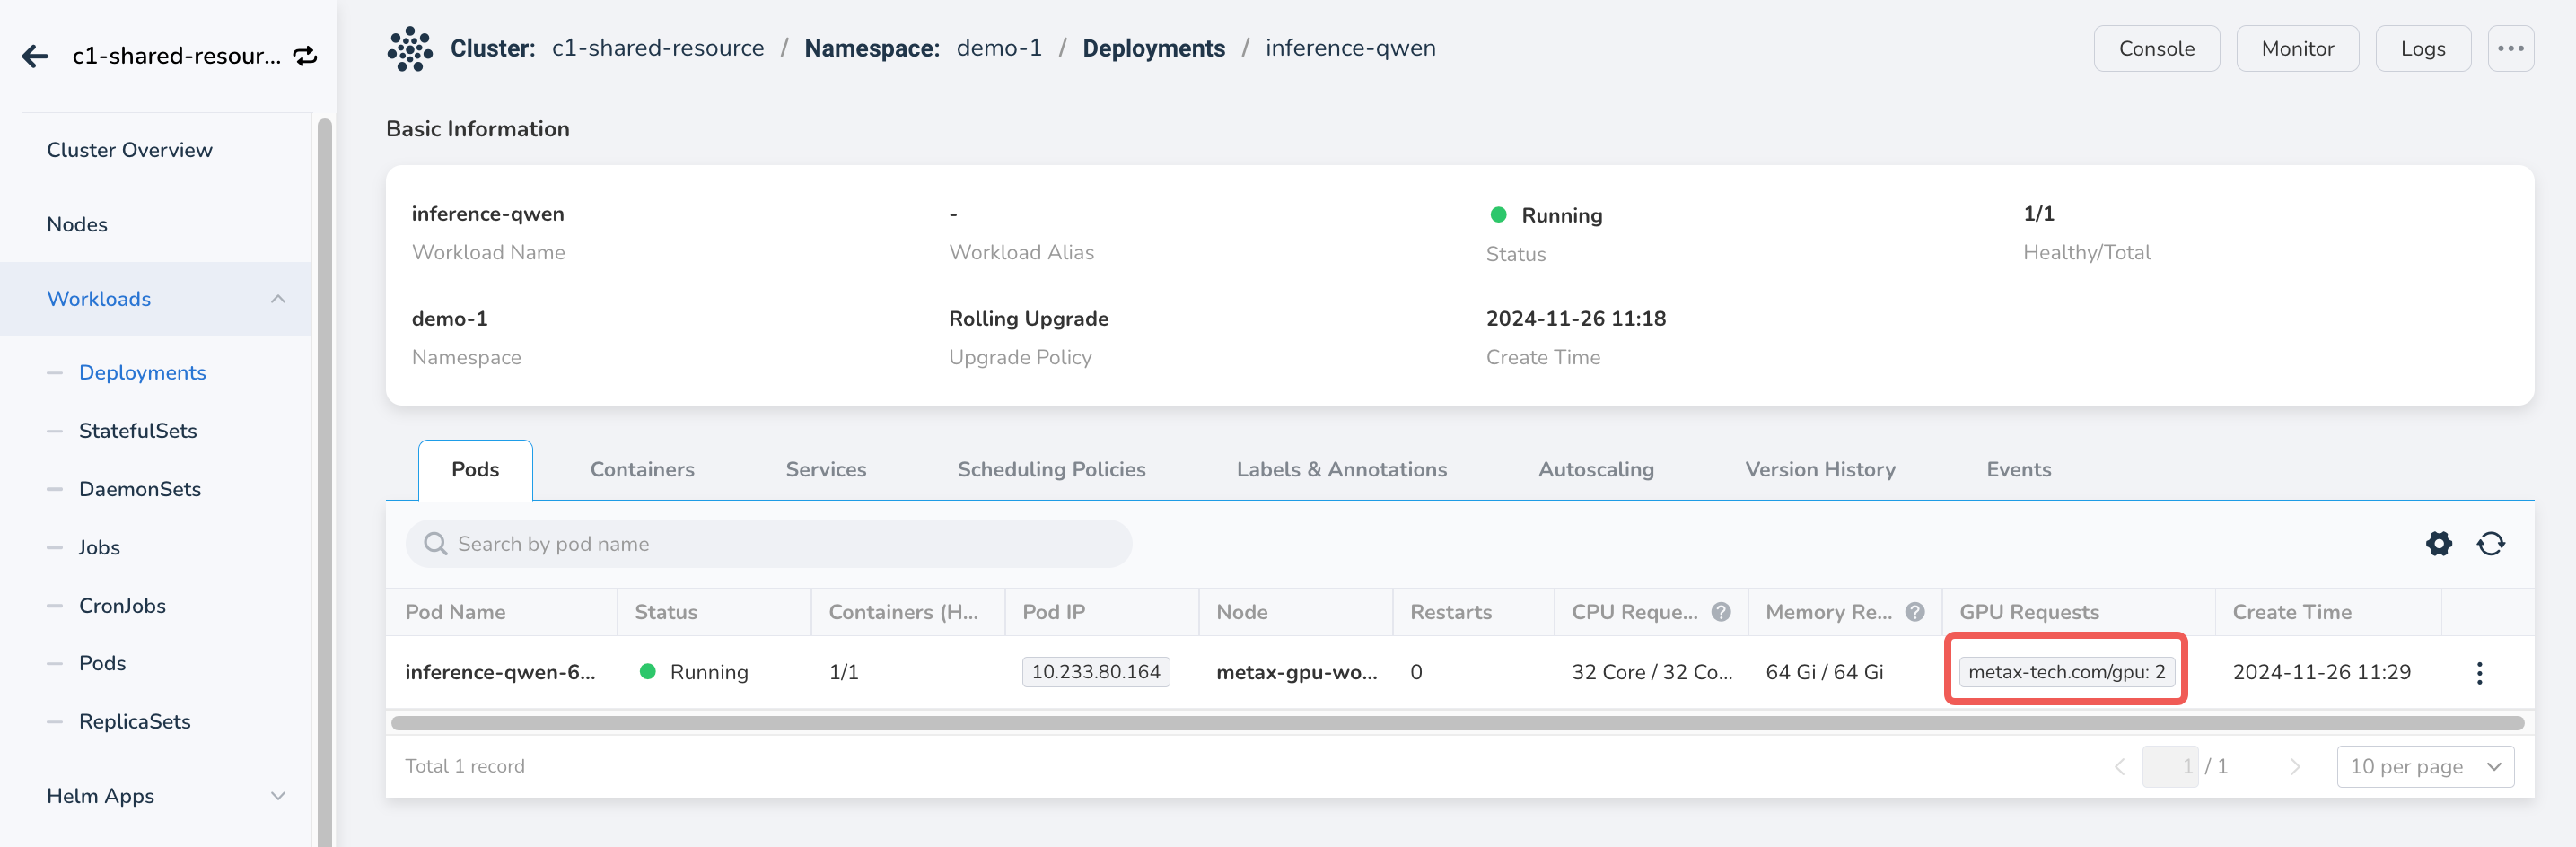 c1-shared-resour...
Cluster: c1-shared-resource / Namespace: demo-1 / Deployments / inference-qwen
Console
Monitor
Logs
Cluster Overview
Nodes
Workloads
Deployments
StatefulSets
DaemonSets
Jobs
CronJobs
Pods
ReplicaSets
Helm Apps
Basic Information
inference-qwen
Workload Name
-
Workload Alias
Running
Status
1/1
Healthy/Total
demo-1
Namespace
Rolling Upgrade
Upgrade Policy
2024-11-26 11:18
Create Time
Pods Containers Services Scheduling Policies Labels & Annotations Autoscaling Version History Events
Search by pod name
Pod Name Status Containers (H... Pod IP Node Restarts CPU Reque... ? Memory Re... ? GPU Requests Create Time
inference-qwen-6... Running 1/1 10.233.80.164 metax-gpu-wo... 0 32 Core / 32 Co... 64 Gi / 64 Gi metax-tech.com/gpu: 2 2024-11-26 11:29
Total 1 record
1 / 1
10 per page